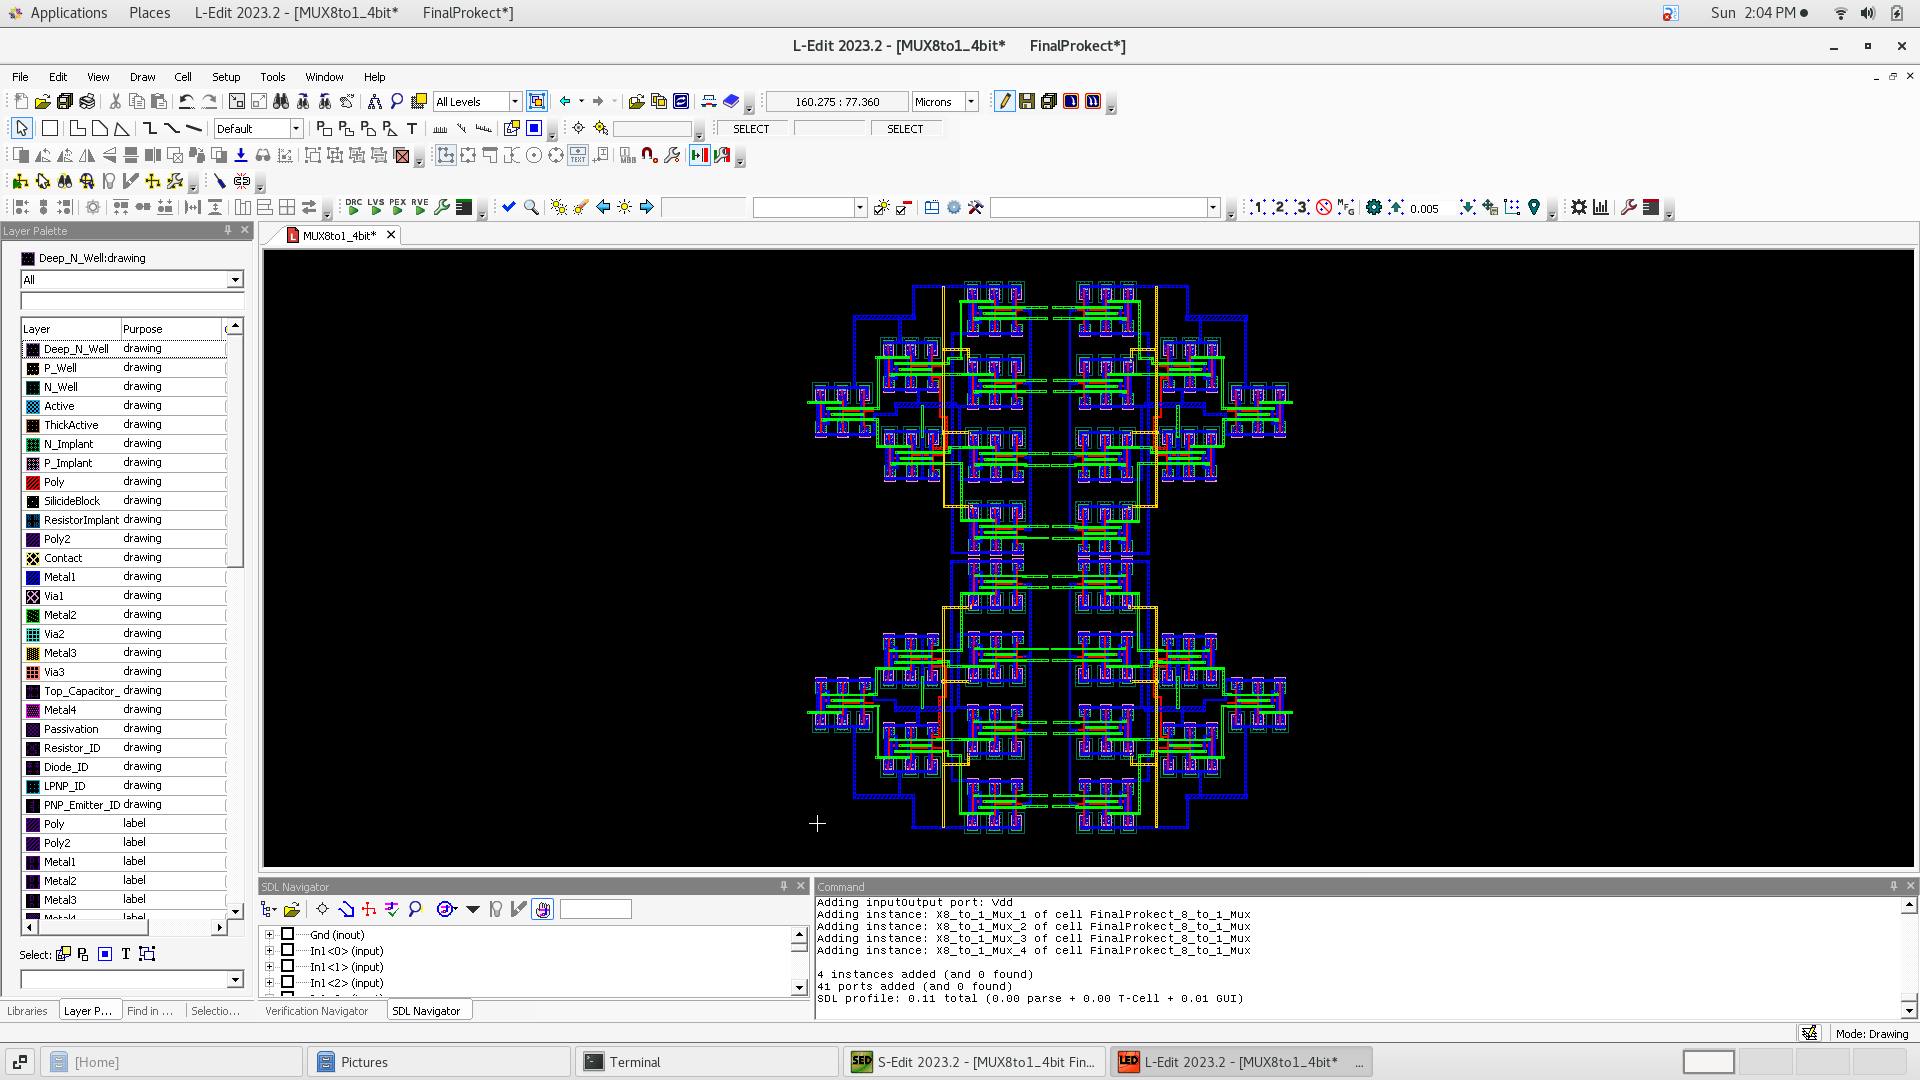 Applications Places L-Edit 2023.2 - [MUX8to1_4bit* FinalProkect*] Sun 2:04 PM
L-Edit 2023.2 - [MUX8to1_4bit* FinalProkect*]
File Edit View Draw Cell Setup Tools Window Help
All Levels 160.275 : 77.360 Microns
Default SELECT SELECT
DRC LVS PEX RVE 0.005
Layer Palette
MUX8to1_4bit*
Deep_N_Well:drawing
All
Layer Purpose
Deep_N_Well drawing
P_Well drawing
N_Well drawing
Active drawing
ThickActive drawing
N_Implant drawing
P_Implant drawing
Poly drawing
SilicideBlock drawing
ResistorImplant drawing
Poly2 drawing
Contact drawing
Metal1 drawing
Via1 drawing
Metal2 drawing
Via2 drawing
Metal3 drawing
Via3 drawing
Top_Capacitor_ drawing
Metal4 drawing
Passivation drawing
Resistor_ID drawing
Diode_ID drawing
LPNP_ID drawing
PNP_Emitter_ID drawing
Poly label
Poly2 label
Metal1 label
Metal2 label
Metal3 label
Metal4 label
Select:
Libraries Layer P... Find in ... Selectio...
SDL Navigator
Gnd (inout)
In1<0> (input)
In1<1> (input)
In1<2> (input)
Verification Navigator SDL Navigator
Command
Adding inputOutput port: Vdd
Adding instance: X8_to_1_Mux_1 of cell FinalProkect_8_to_1_Mux
Adding instance: X8_to_1_Mux_2 of cell FinalProkect_8_to_1_Mux
Adding instance: X8_to_1_Mux_3 of cell FinalProkect_8_to_1_Mux
Adding instance: X8_to_1_Mux_4 of cell FinalProkect_8_to_1_Mux
4 instances added (and 0 found)
41 ports added (and 0 found)
SDL profile: 0.11 total (0.00 parse + 0.00 T-Cell + 0.01 GUI)
Mode: Drawing
[Home] Pictures Terminal S-Edit 2023.2 - [MUX8to1_4bit Fin... L-Edit 2023.2 - [MUX8to1_4bit* ...